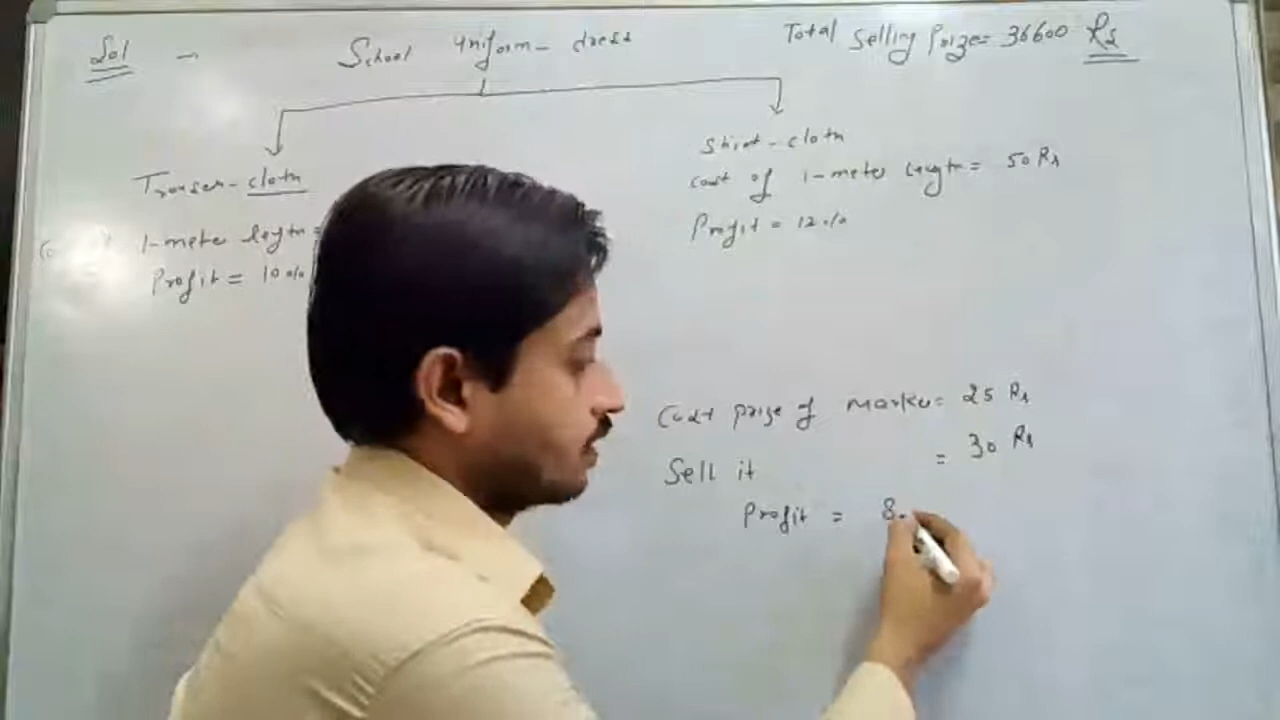 Sol - School Uniform - dress Total Selling Prize = 36600 Rs
Trouser - cloth
1-meter length =
Profit = 10%
Shirt - cloth
cost of 1-meter length = 50 Rs
Profit = 12%
Cost prize of marker = 25 Rs
Sell it = 30 Rs
Profit = 8.